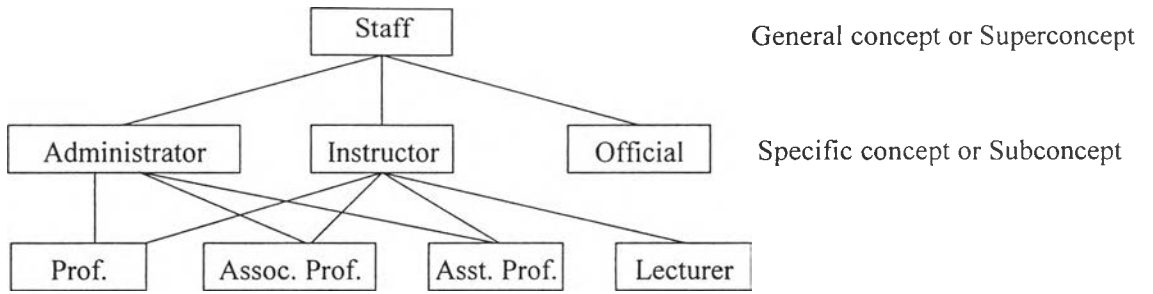 Staff
General concept or Superconcept
Administrator
Instructor
Official
Specific concept or Subconcept
Prof.
Assoc. Prof.
Asst. Prof.
Lecturer